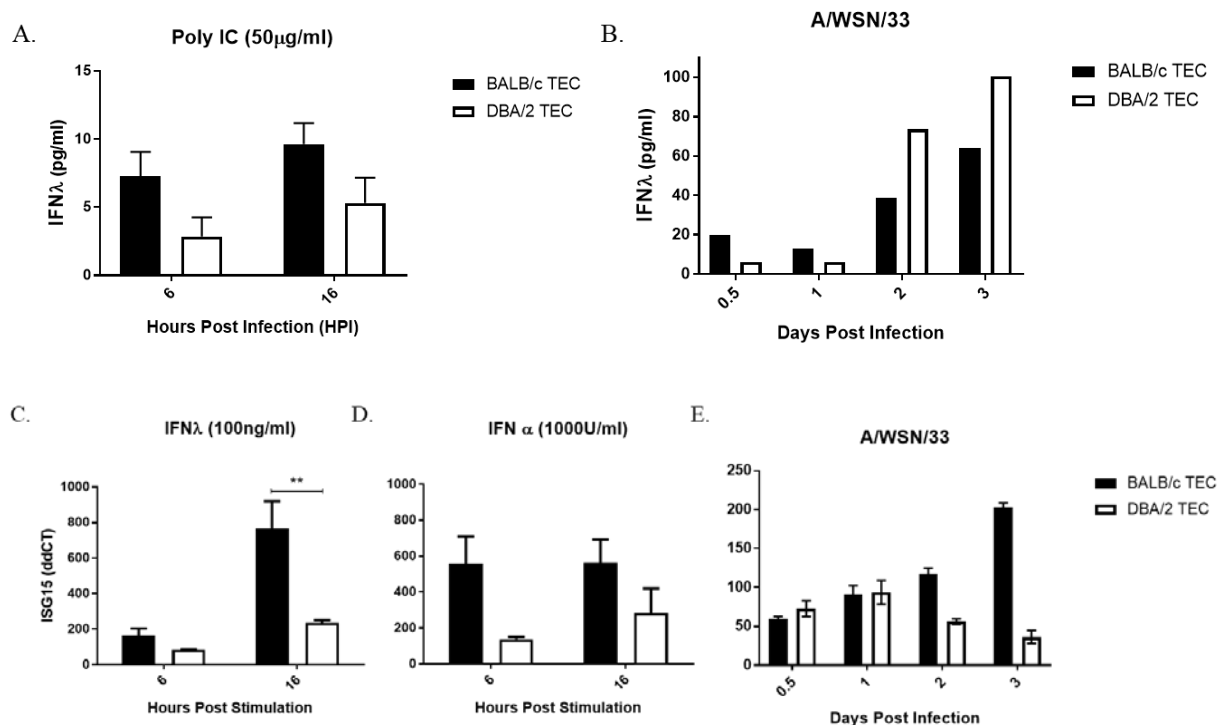 A.
Poly IC (50μg/ml)
BALB/c TEC
DBA/2 TEC
IFNλ (pg/ml)
15
10
5
0
6
16
Hours Post Infection (HPI)
B.
A/WSN/33
BALB/c TEC
DBA/2 TEC
IFNλ (pg/ml)
100
80
60
40
20
0
0.5
1
2
3
Days Post Infection
C.
IFNλ (100ng/ml)
**
ISG15 (ddCT)
1000
800
600
400
200
0
6
16
Hours Post Stimulation
D.
IFN α (1000U/ml)
1000
800
600
400
200
0
6
16
Hours Post Stimulation
E.
A/WSN/33
BALB/c TEC
DBA/2 TEC
250
200
150
100
50
0
0.5
1
2
3
Days Post Infection